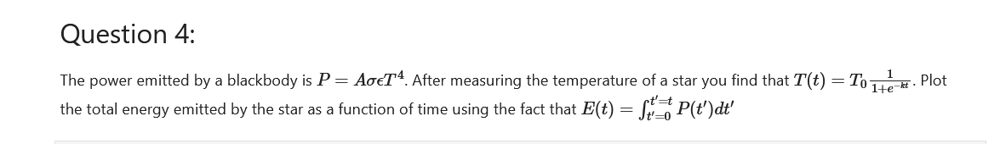 Question 4:
The power emitted by a blackbody is $P = A\sigma\epsilon T^4$. After measuring the temperature of a star you find that $T(t) = T_0 \frac{1}{1+e^{-kt}}$. Plot
the total energy emitted by the star as a function of time using the fact that $E(t) = \int_{t'=0}^{t'=t} P(t')dt'$